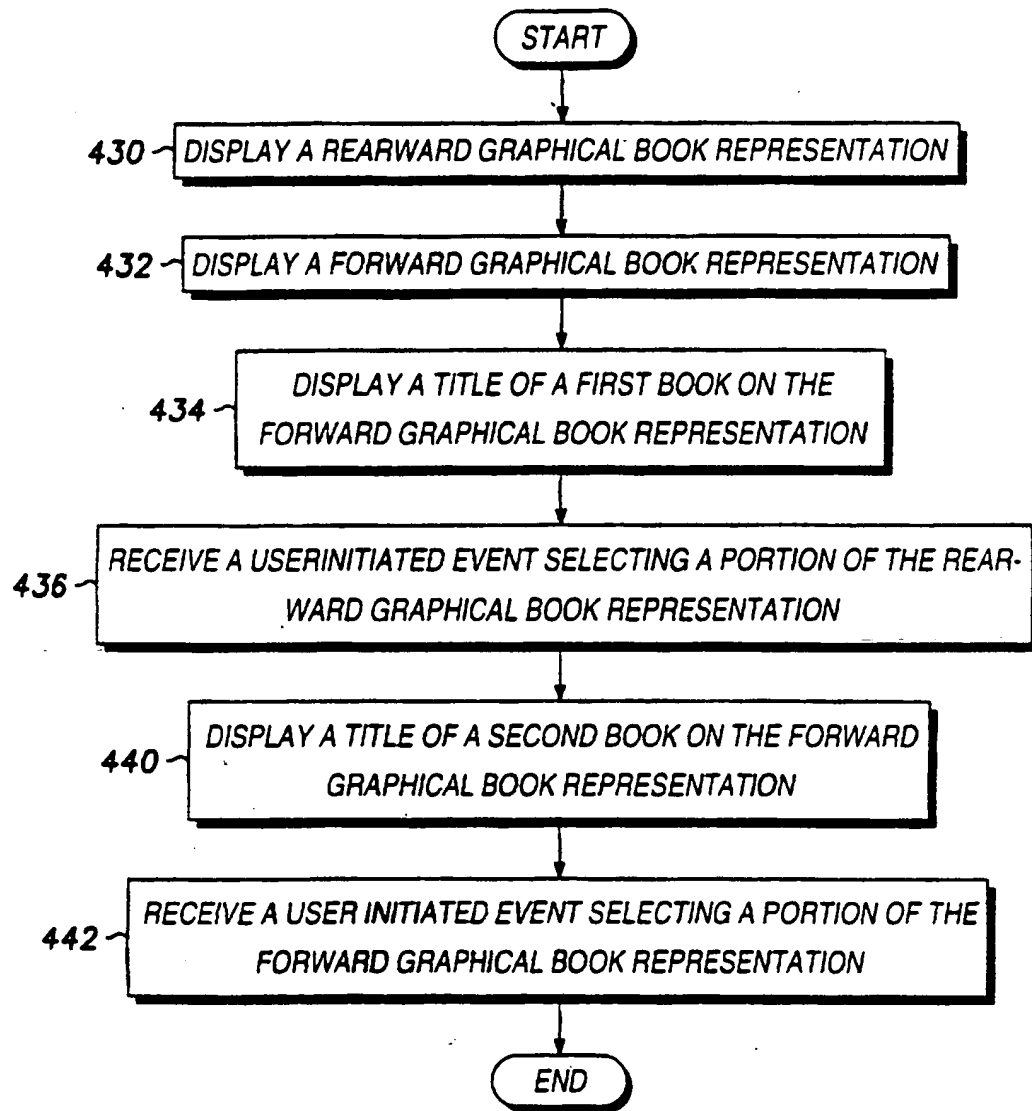 START
430 DISPLAY A REARWARD GRAPHICAL BOOK REPRESENTATION
432 DISPLAY A FORWARD GRAPHICAL BOOK REPRESENTATION
DISPLAY A TITLE OF A FIRST BOOK ON THE
434 FORWARD GRAPHICAL BOOK REPRESENTATION
RECEIVE A USERINITIATED EVENT SELECTING A PORTION OF THE REAR-
436 WARD GRAPHICAL BOOK REPRESENTATION
DISPLAY A TITLE OF A SECOND BOOK ON THE FORWARD
440 GRAPHICAL BOOK REPRESENTATION
RECEIVE A USER INITIATED EVENT SELECTING A PORTION OF THE
442 FORWARD GRAPHICAL BOOK REPRESENTATION
END